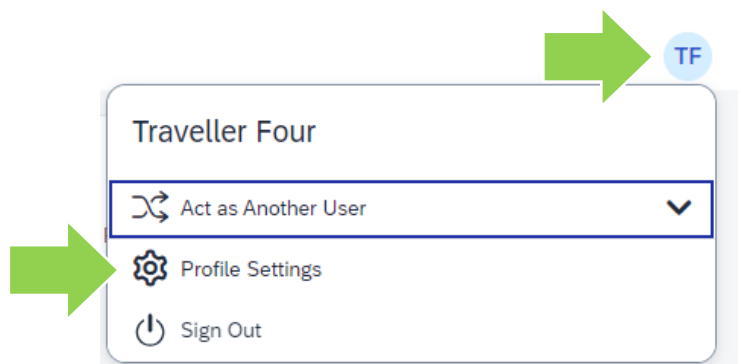 TF
Traveller Four
Act as Another User
Profile Settings
Sign Out